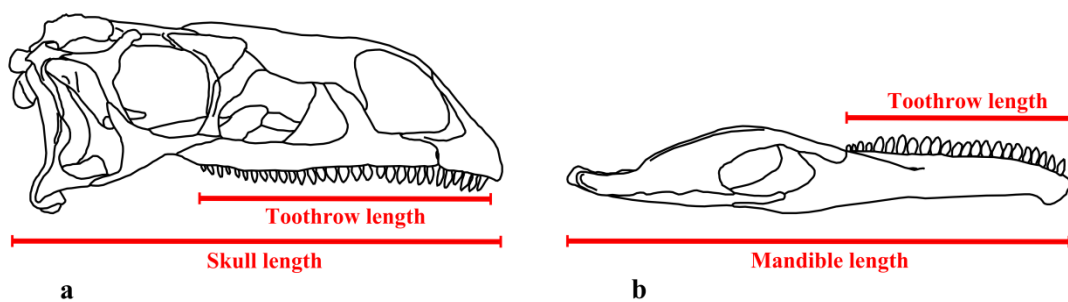 Toothrow length
Skull length
a
Toothrow length
Mandible length
b